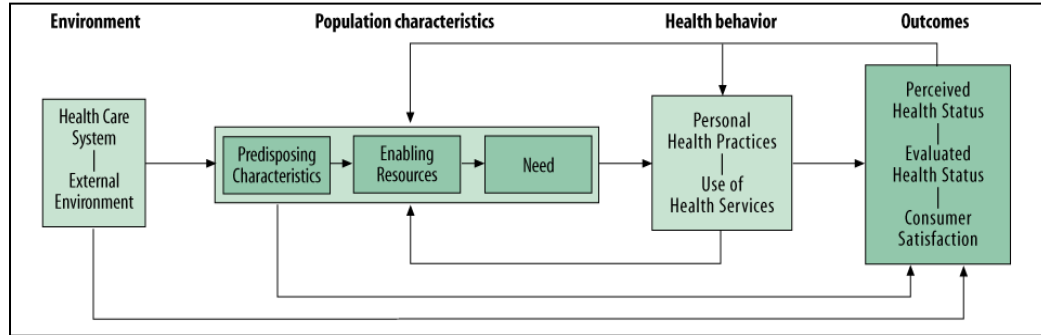 Environment
Population characteristics
Health behavior
Outcomes
Health Care
System
External
Environment
Predisposing
Characteristics
Enabling
Resources
Need
Personal
Health Practices
Use of
Health Services
Perceived
Health Status
Evaluated
Health Status
Consumer
Satisfaction